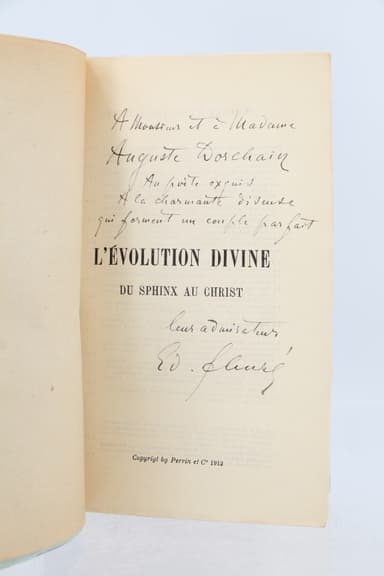 A Monsieur et à Madame
Auguste Dorchain
Au poète exquis
A la charmante diseuse
qui forment un couple parfait
L'ÉVOLUTION DIVINE
DU SPHINX AU CHRIST
leur admirateur
Ed. Schuré
Copyrigt by Perrin et Cie 1912